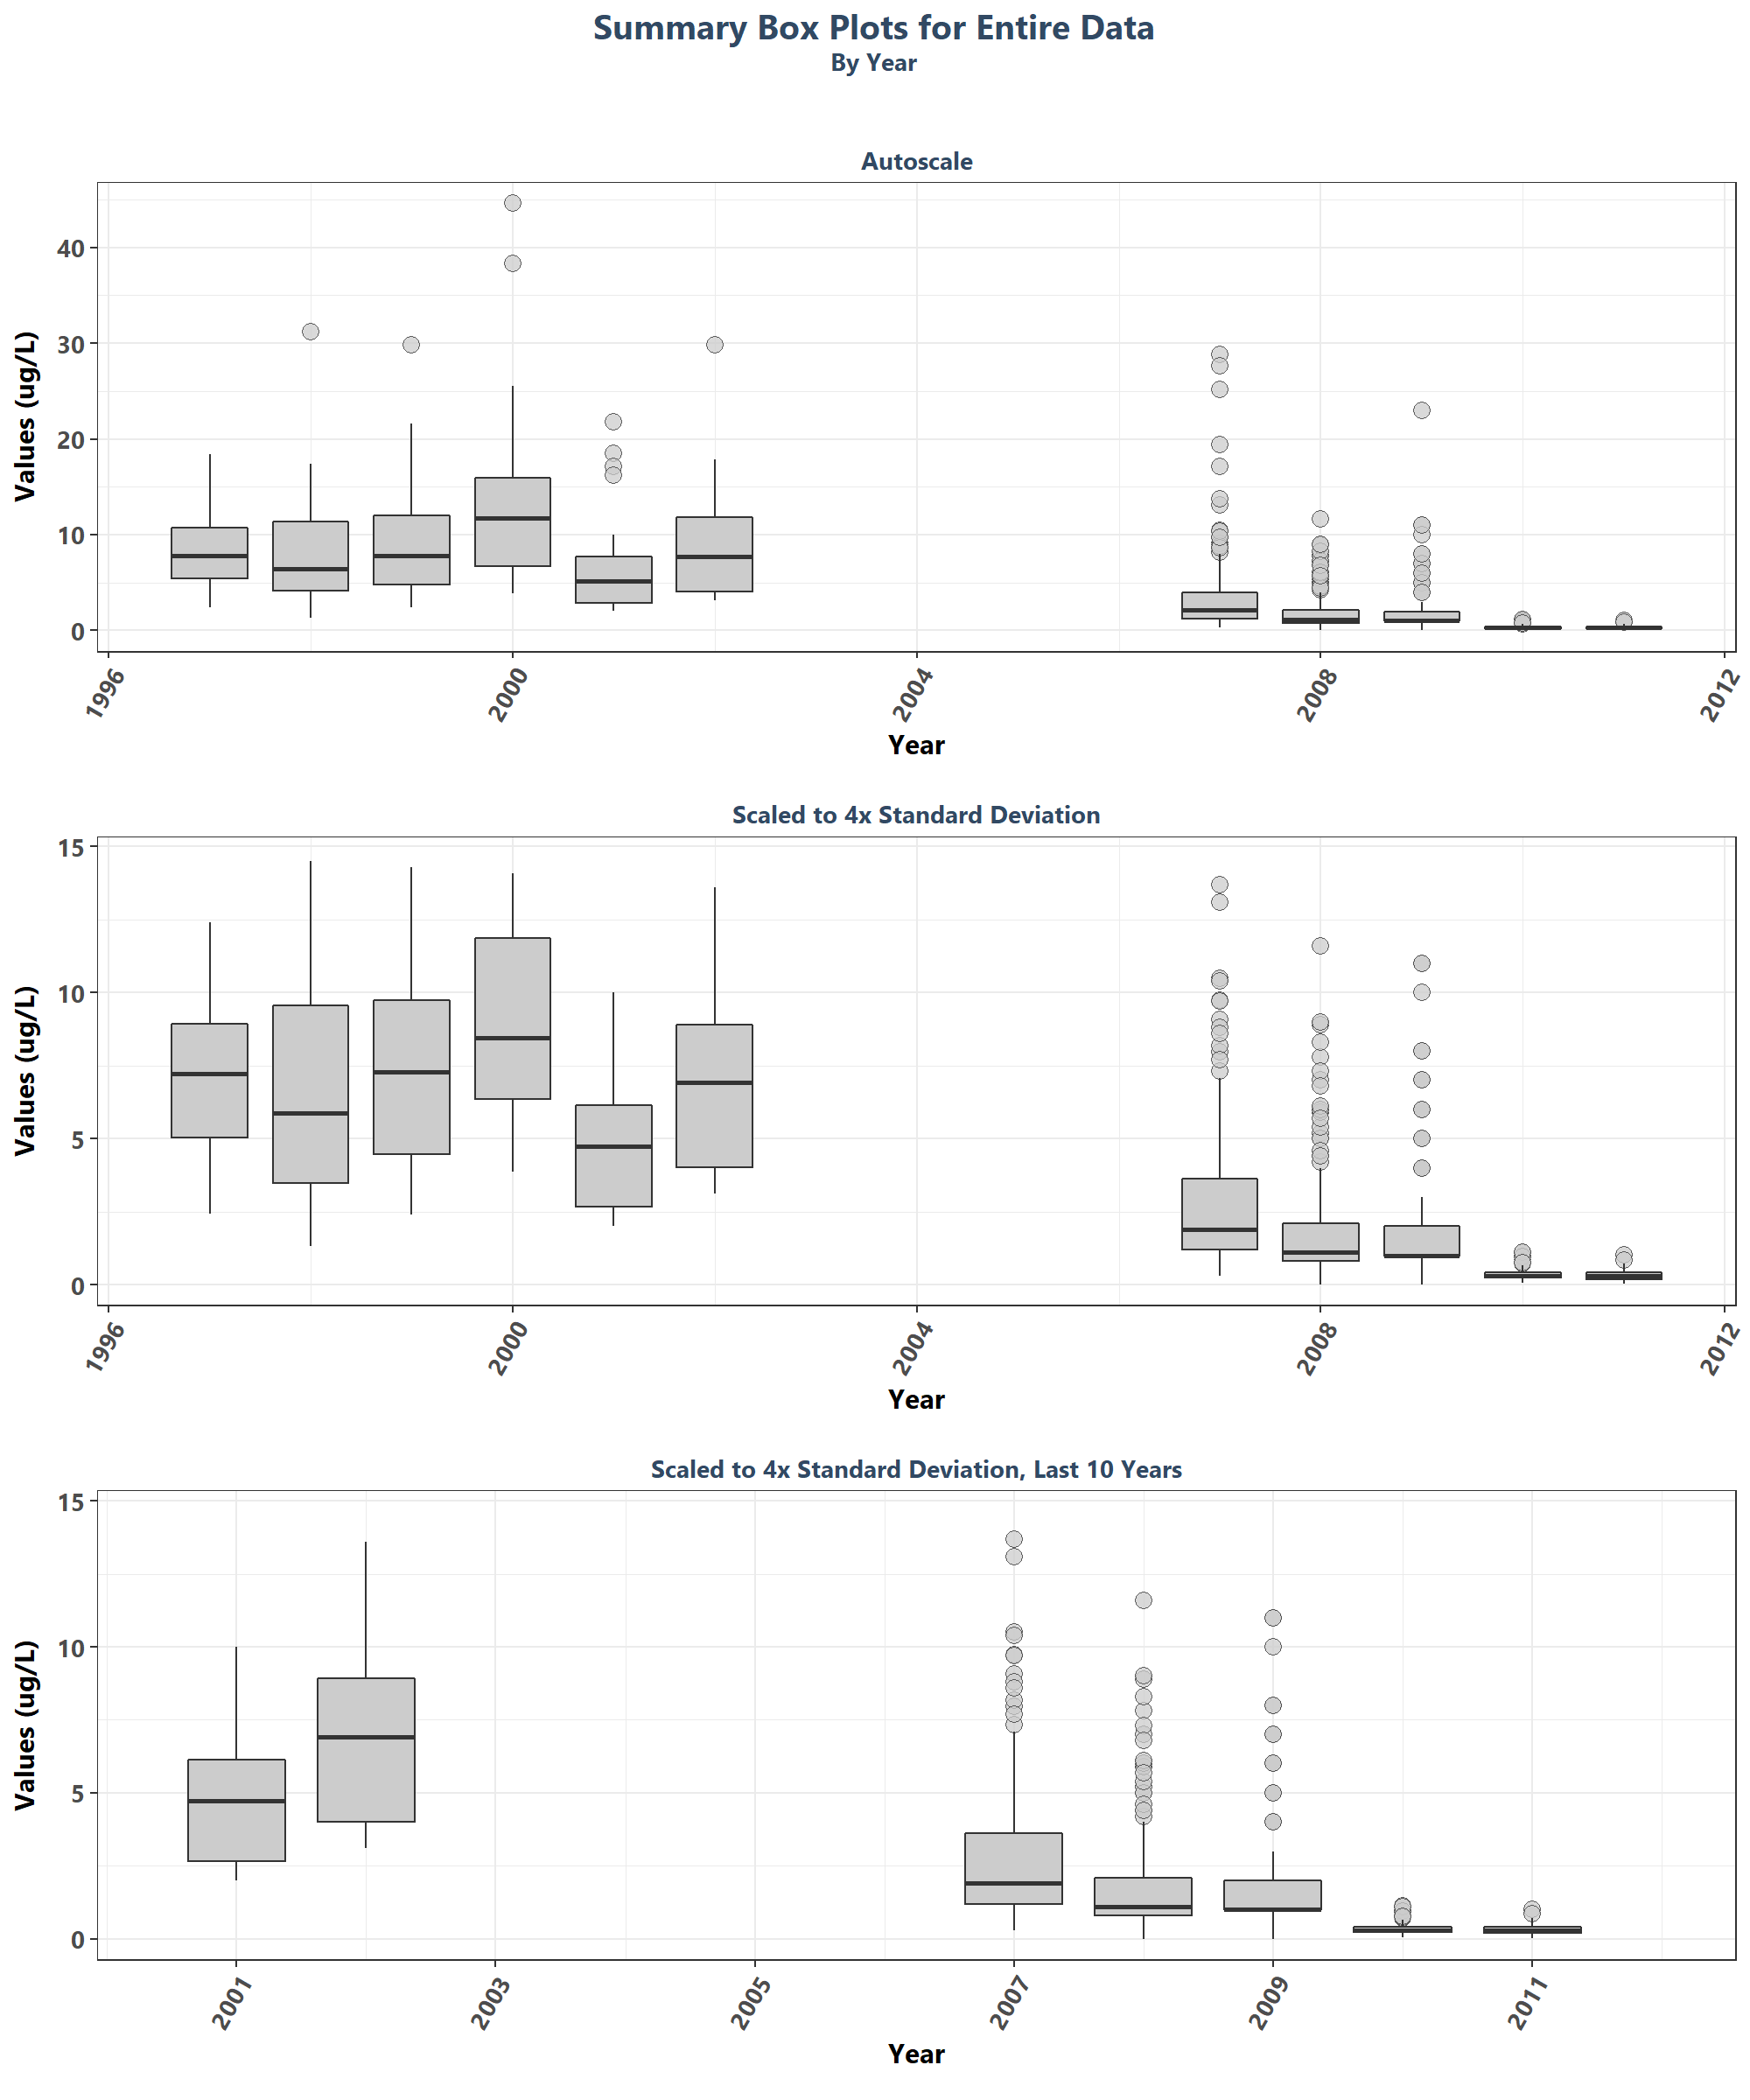 Summary Box Plots for Entire Data
By Year
Autoscale
Values (ug/L)
40
30
20
10
0
1996
2000
2004
2008
2012
Year
Scaled to 4x Standard Deviation
Values (ug/L)
15
10
5
0
1996
2000
2004
2008
2012
Year
Scaled to 4x Standard Deviation, Last 10 Years
Values (ug/L)
15
10
5
0
2001
2003
2005
2007
2009
2011
Year